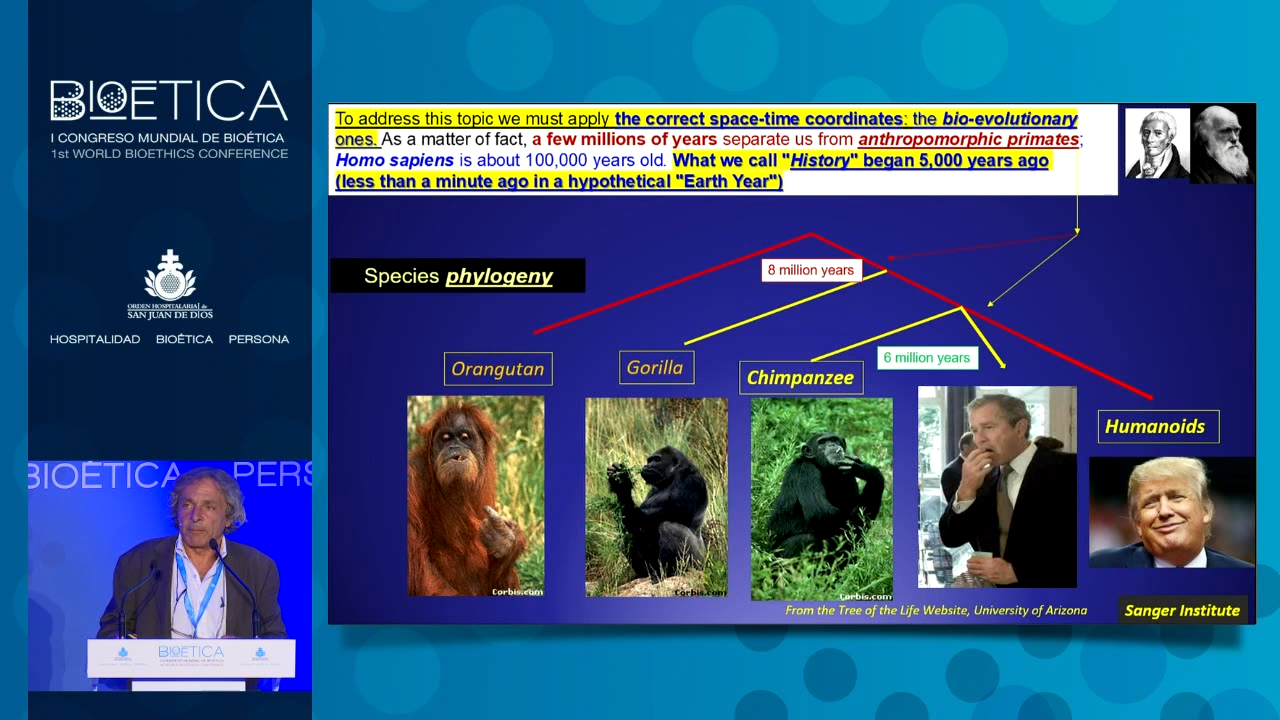 BIOÉTICA
I CONGRESO MUNDIAL DE BIOÉTICA
1st WORLD BIOETHICS CONFERENCE
ORDEN HOSPITALARIA de
SAN JUAN DE DIOS
HOSPITALIDAD BIOÉTICA PERSONA
BIOÉTICA PERS
BIOÉTICA
To address this topic we must apply the correct space-time coordinates: the bio-evolutionary
ones. As a matter of fact, a few millions of years separate us from anthropomorphic primates;
Homo sapiens is about 100,000 years old. What we call "History" began 5,000 years ago
(less than a minute ago in a hypothetical "Earth Year")
Species phylogeny
8 million years
6 million years
Orangutan
Gorilla
Chimpanzee
Humanoids
Corbis.com
Corbis.com
Corbis.com
From the Tree of the Life Website, University of Arizona
Sanger Institute